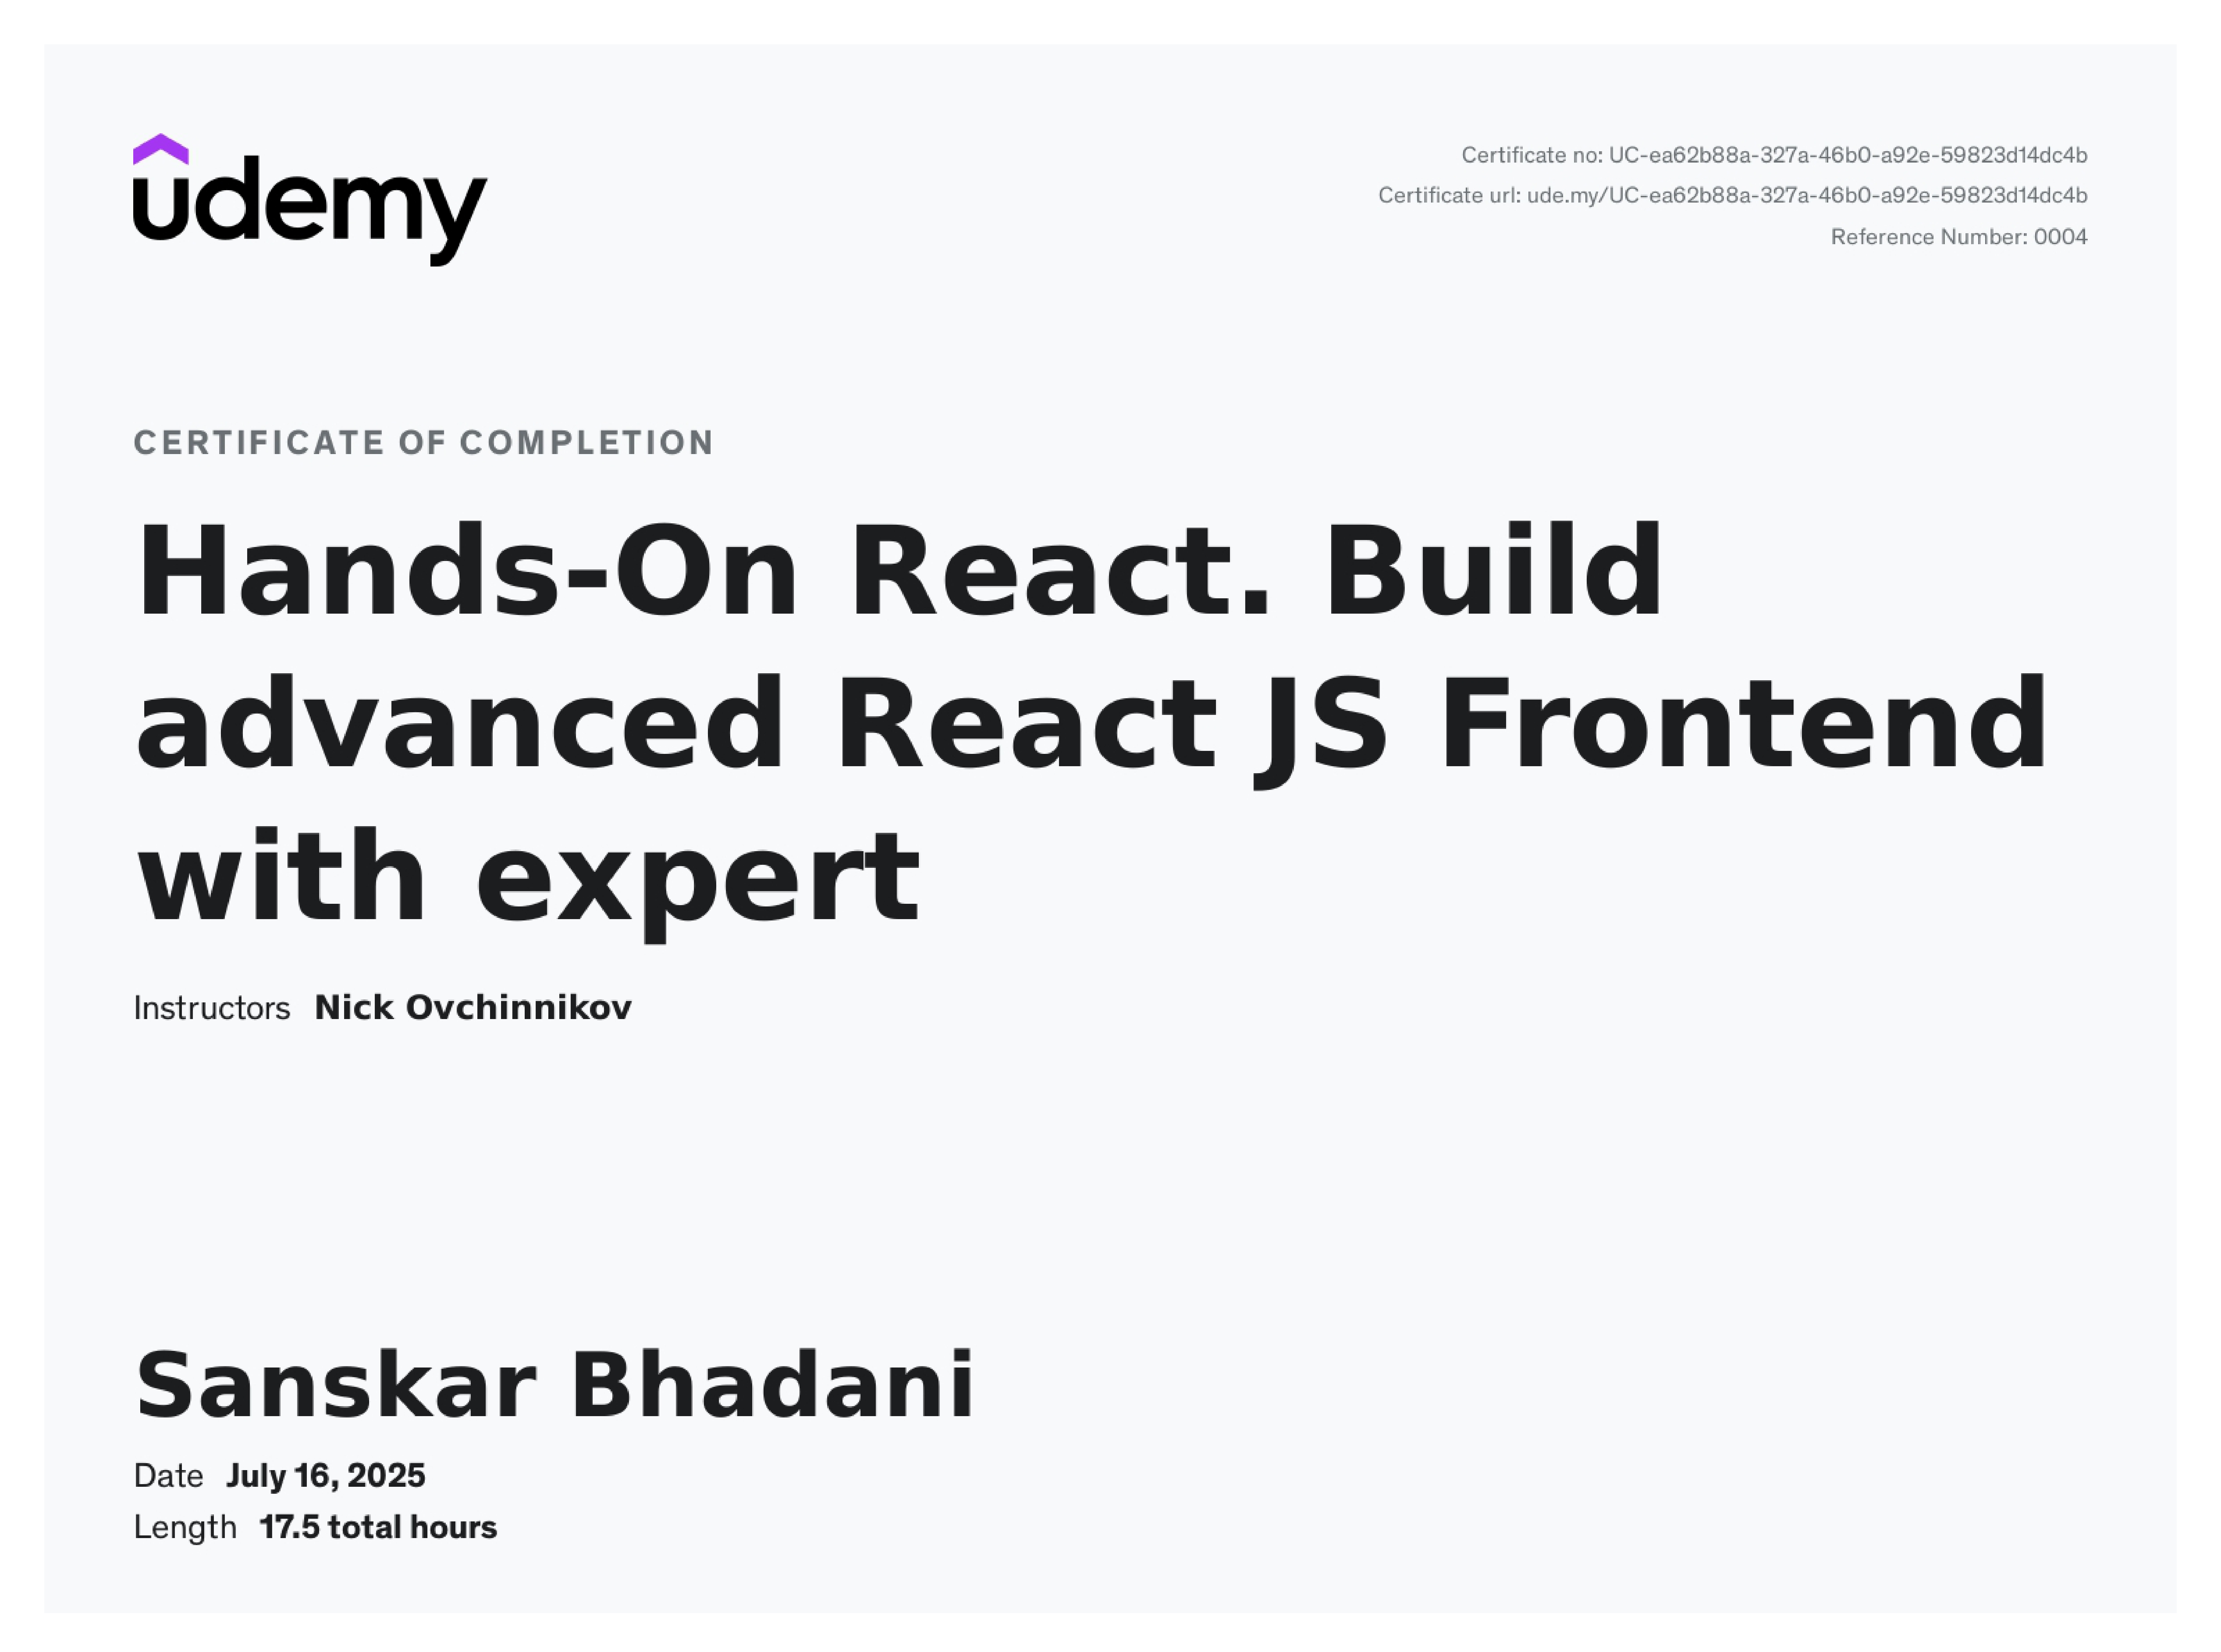 udemy
Certificate no: UC-ea62b88a-327a-46b0-a92e-59823d14dc4b
Certificate url: ude.my/UC-ea62b88a-327a-46b0-a92e-59823d14dc4b
Reference Number: 0004
CERTIFICATE OF COMPLETION
Hands-On React. Build
advanced React JS Frontend
with expert
Instructors Nick Ovchinnikov
Sanskar Bhadani
Date July 16, 2025
Length 17.5 total hours